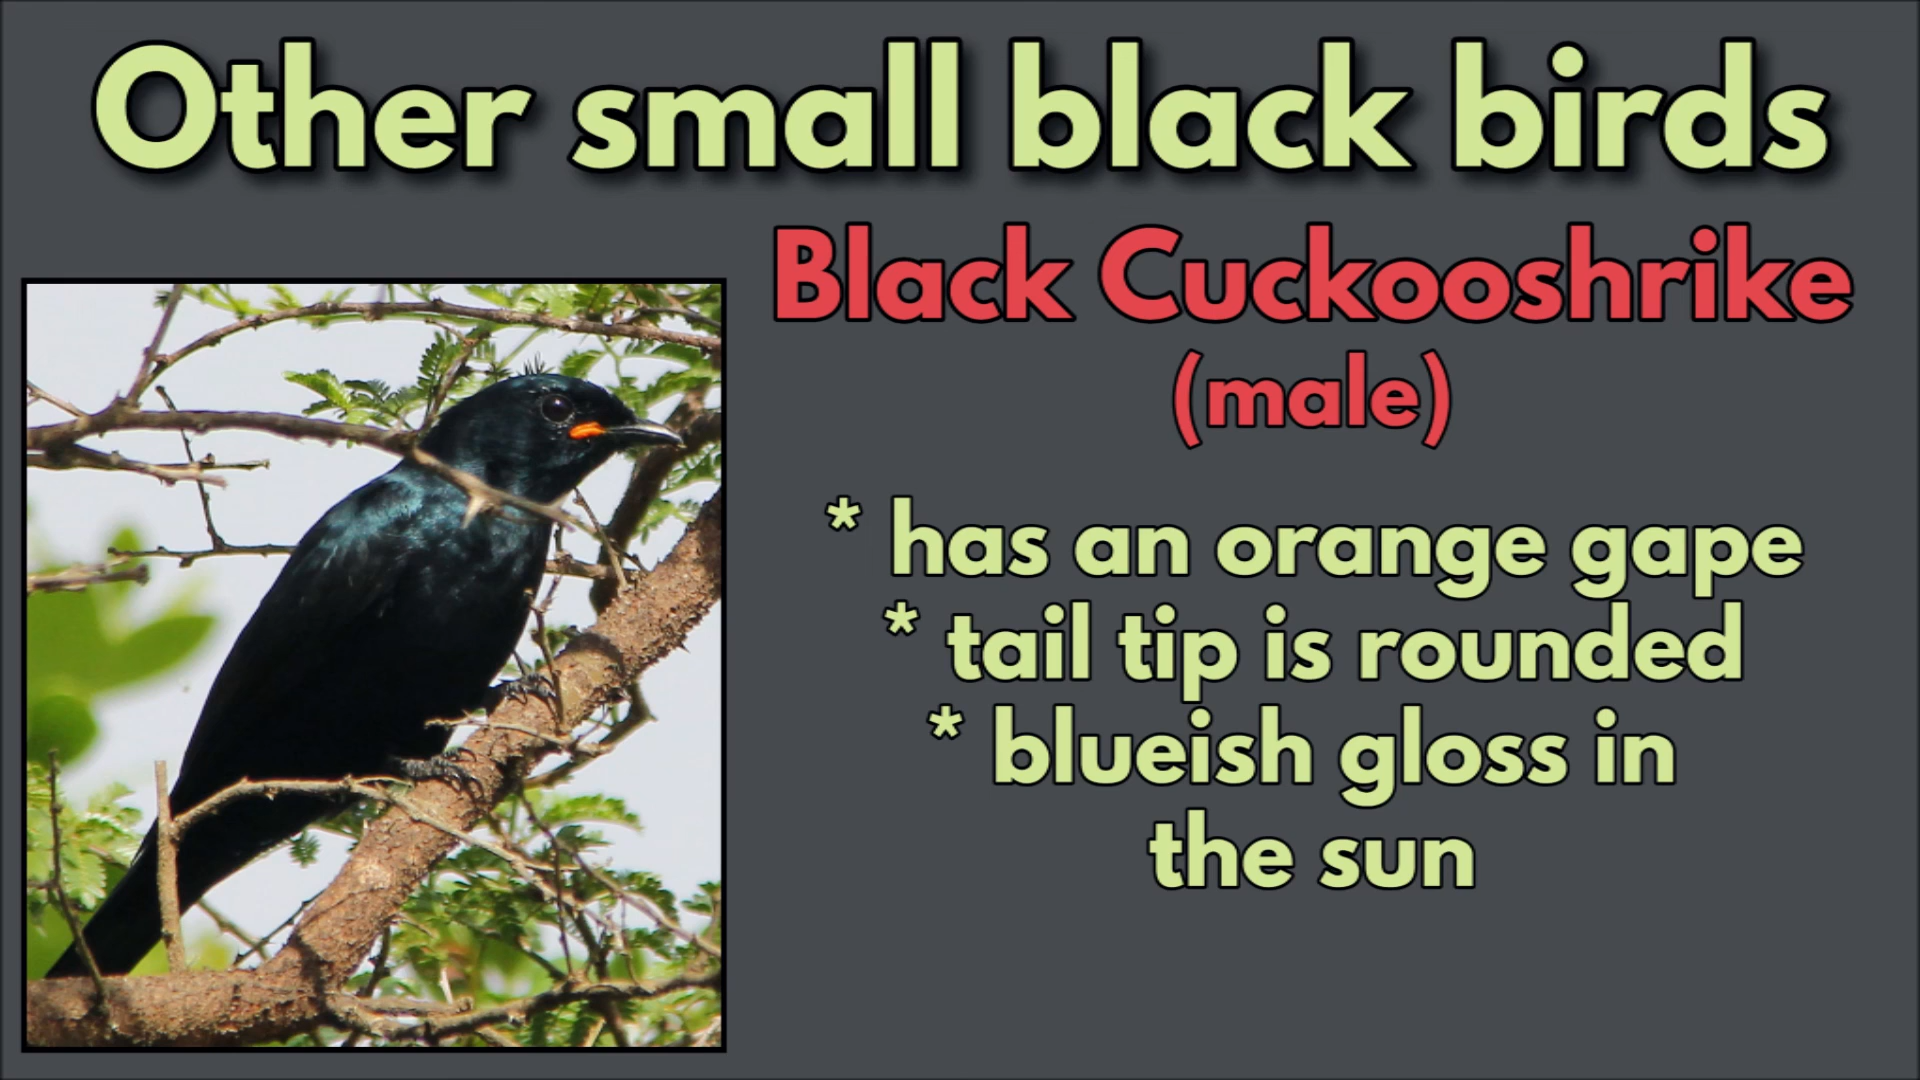 Other small black birds
Black Cuckooshrike
(male)
* has an orange gape
* tail tip is rounded
* blueish gloss in
the sun